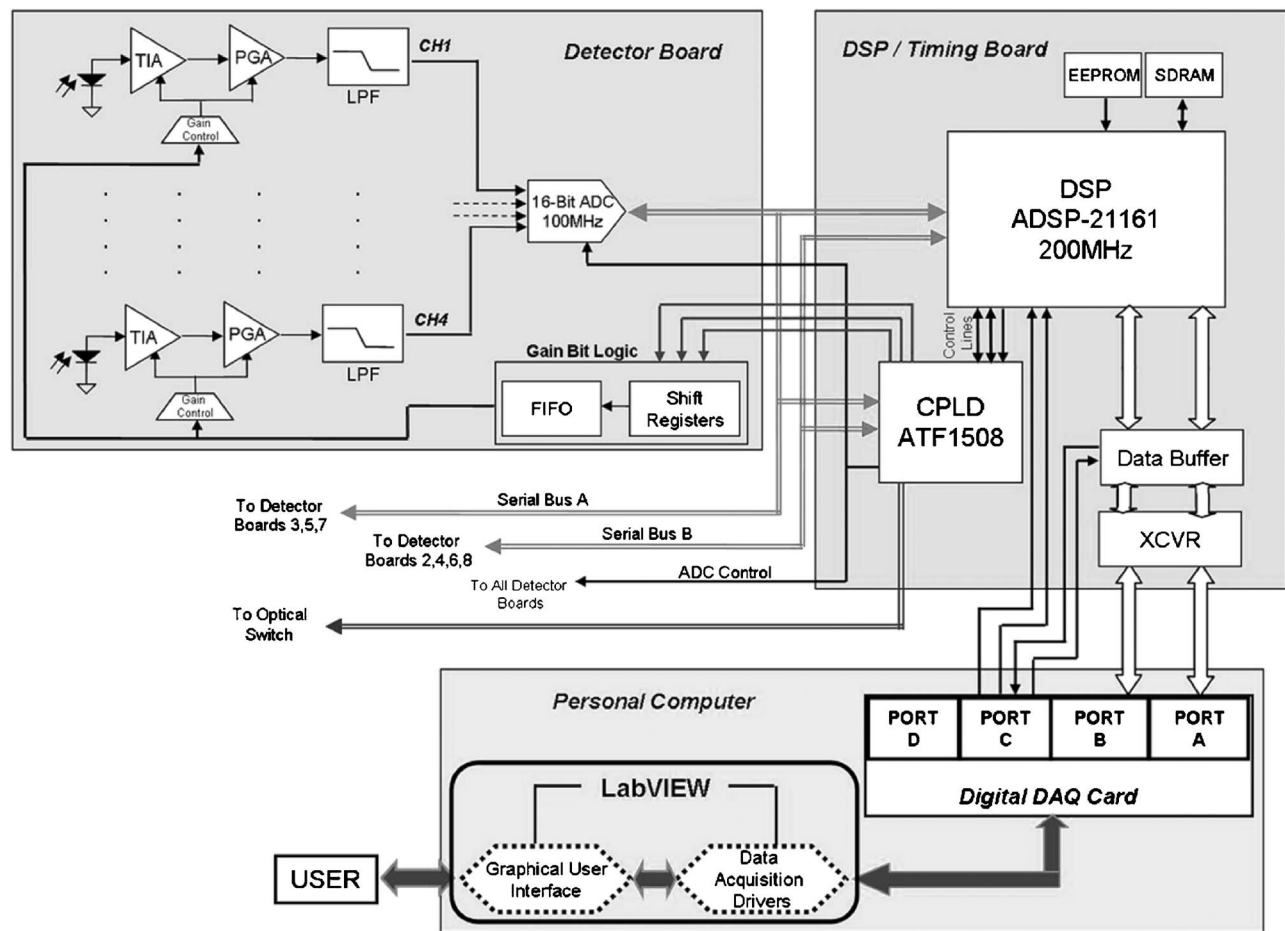 Detector Board
TIA
PGA
LPF
CH1
Gain
Control
16-Bit ADC
100MHz
TIA
PGA
LPF
CH4
Gain
Control
Gain Bit Logic
FIFO
Shift
Registers
DSP / Timing Board
EEPROM
SDRAM
DSP
ADSP-21161
200MHz
Control
Lines
CPLD
ATF1508
Data Buffer
XCVR
To Detector
Boards 3,5,7
Serial Bus A
To Detector
Boards 2,4,6,8
Serial Bus B
To All Detector
Boards
ADC Control
To Optical
Switch
Personal Computer
PORT
D
PORT
C
PORT
B
PORT
A
Digital DAQ Card
LabVIEW
USER
Graphical User
Interface
Data
Acquisition
Drivers